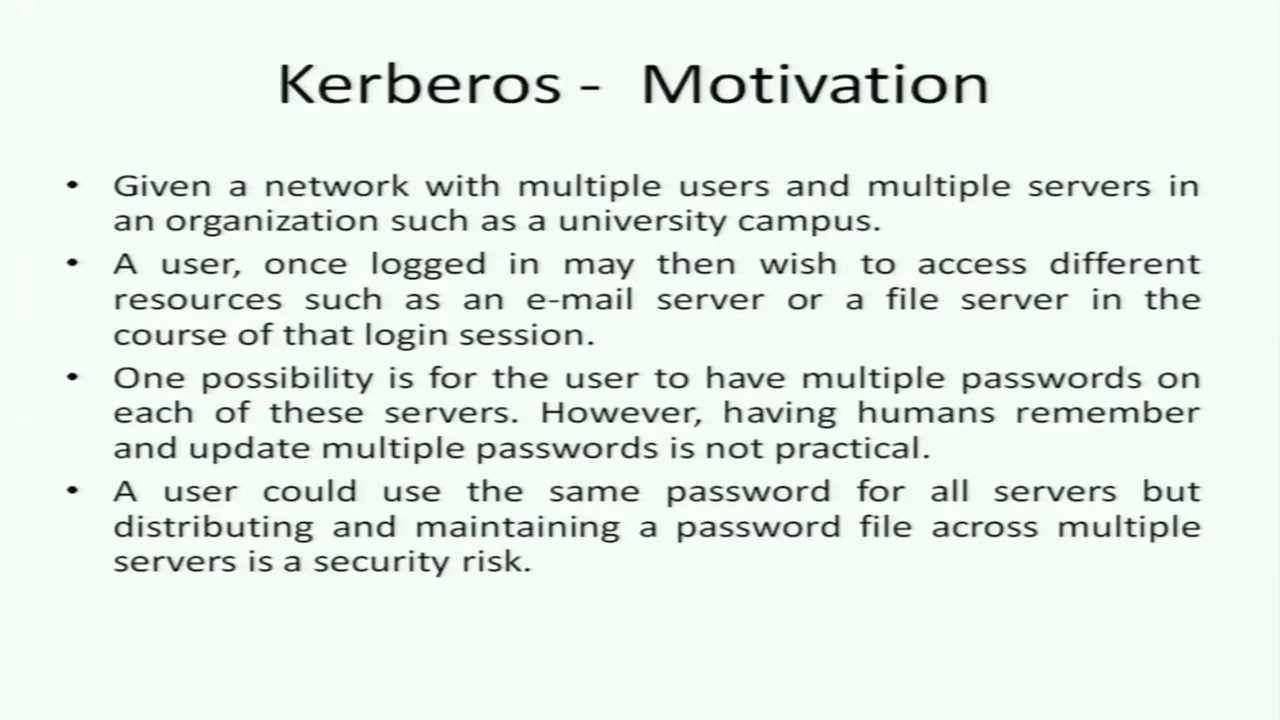 Kerberos - Motivation
• Given a network with multiple users and multiple servers in
an organization such as a university campus.
• A user, once logged in may then wish to access different
resources such as an e-mail server or a file server in the
course of that login session.
• One possibility is for the user to have multiple passwords on
each of these servers. However, having humans remember
and update multiple passwords is not practical.
• A user could use the same password for all servers but
distributing and maintaining a password file across multiple
servers is a security risk.